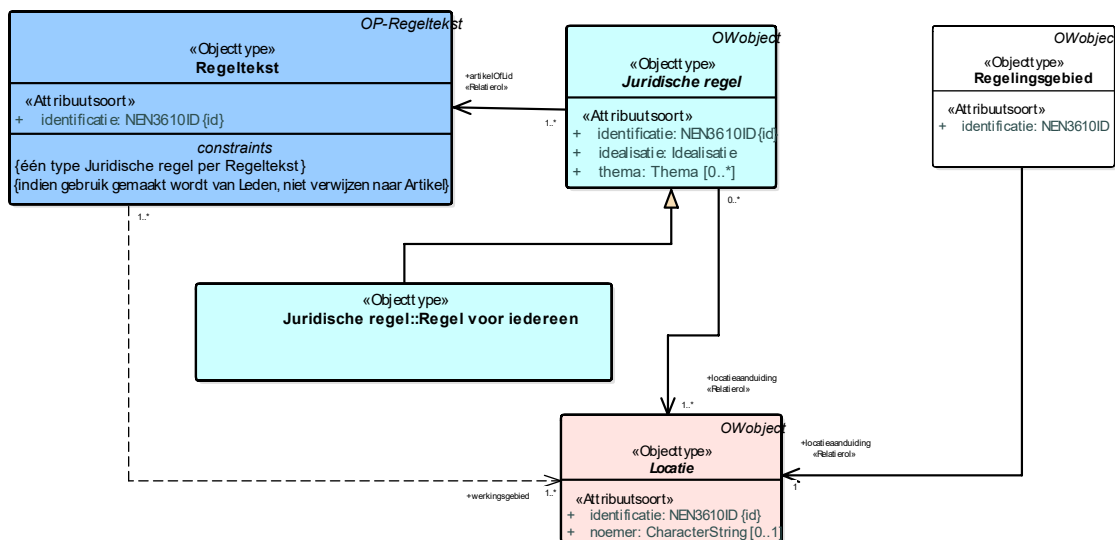 OP-Regeltekst
«Objecttype»
Regeltekst
«Attribuutsoort»
+ identificatie: NEN3610ID {id}
constraints
{één type Juridische regel per Regeltekst}
{indien gebruik gemaakt wordt van Leden, niet verwijzen naar Artikel}
1..*
+artikelOfLid
«Relatierol»
1..*
OWobject
«Objecttype»
Juridische regel
«Attribuutsoort»
+ identificatie: NEN3610ID {id}
+ idealisatie: Idealisatie
+ thema: Thema [0..*]
0..*
OWobjec
«Objecttype»
Regelingsgebied
«Attribuutsoort»
+ identificatie: NEN3610ID
«Objecttype»
Juridische regel::Regel voor iedereen
+locatieaanduiding
«Relatierol»
1..*
OWobject
«Objecttype»
Locatie
«Attribuutsoort»
+ identificatie: NEN3610ID {id}
+ noemer: CharacterString [0..1
+locatieaanduiding
«Relatierol»
1
+werkingsgebied
1..*